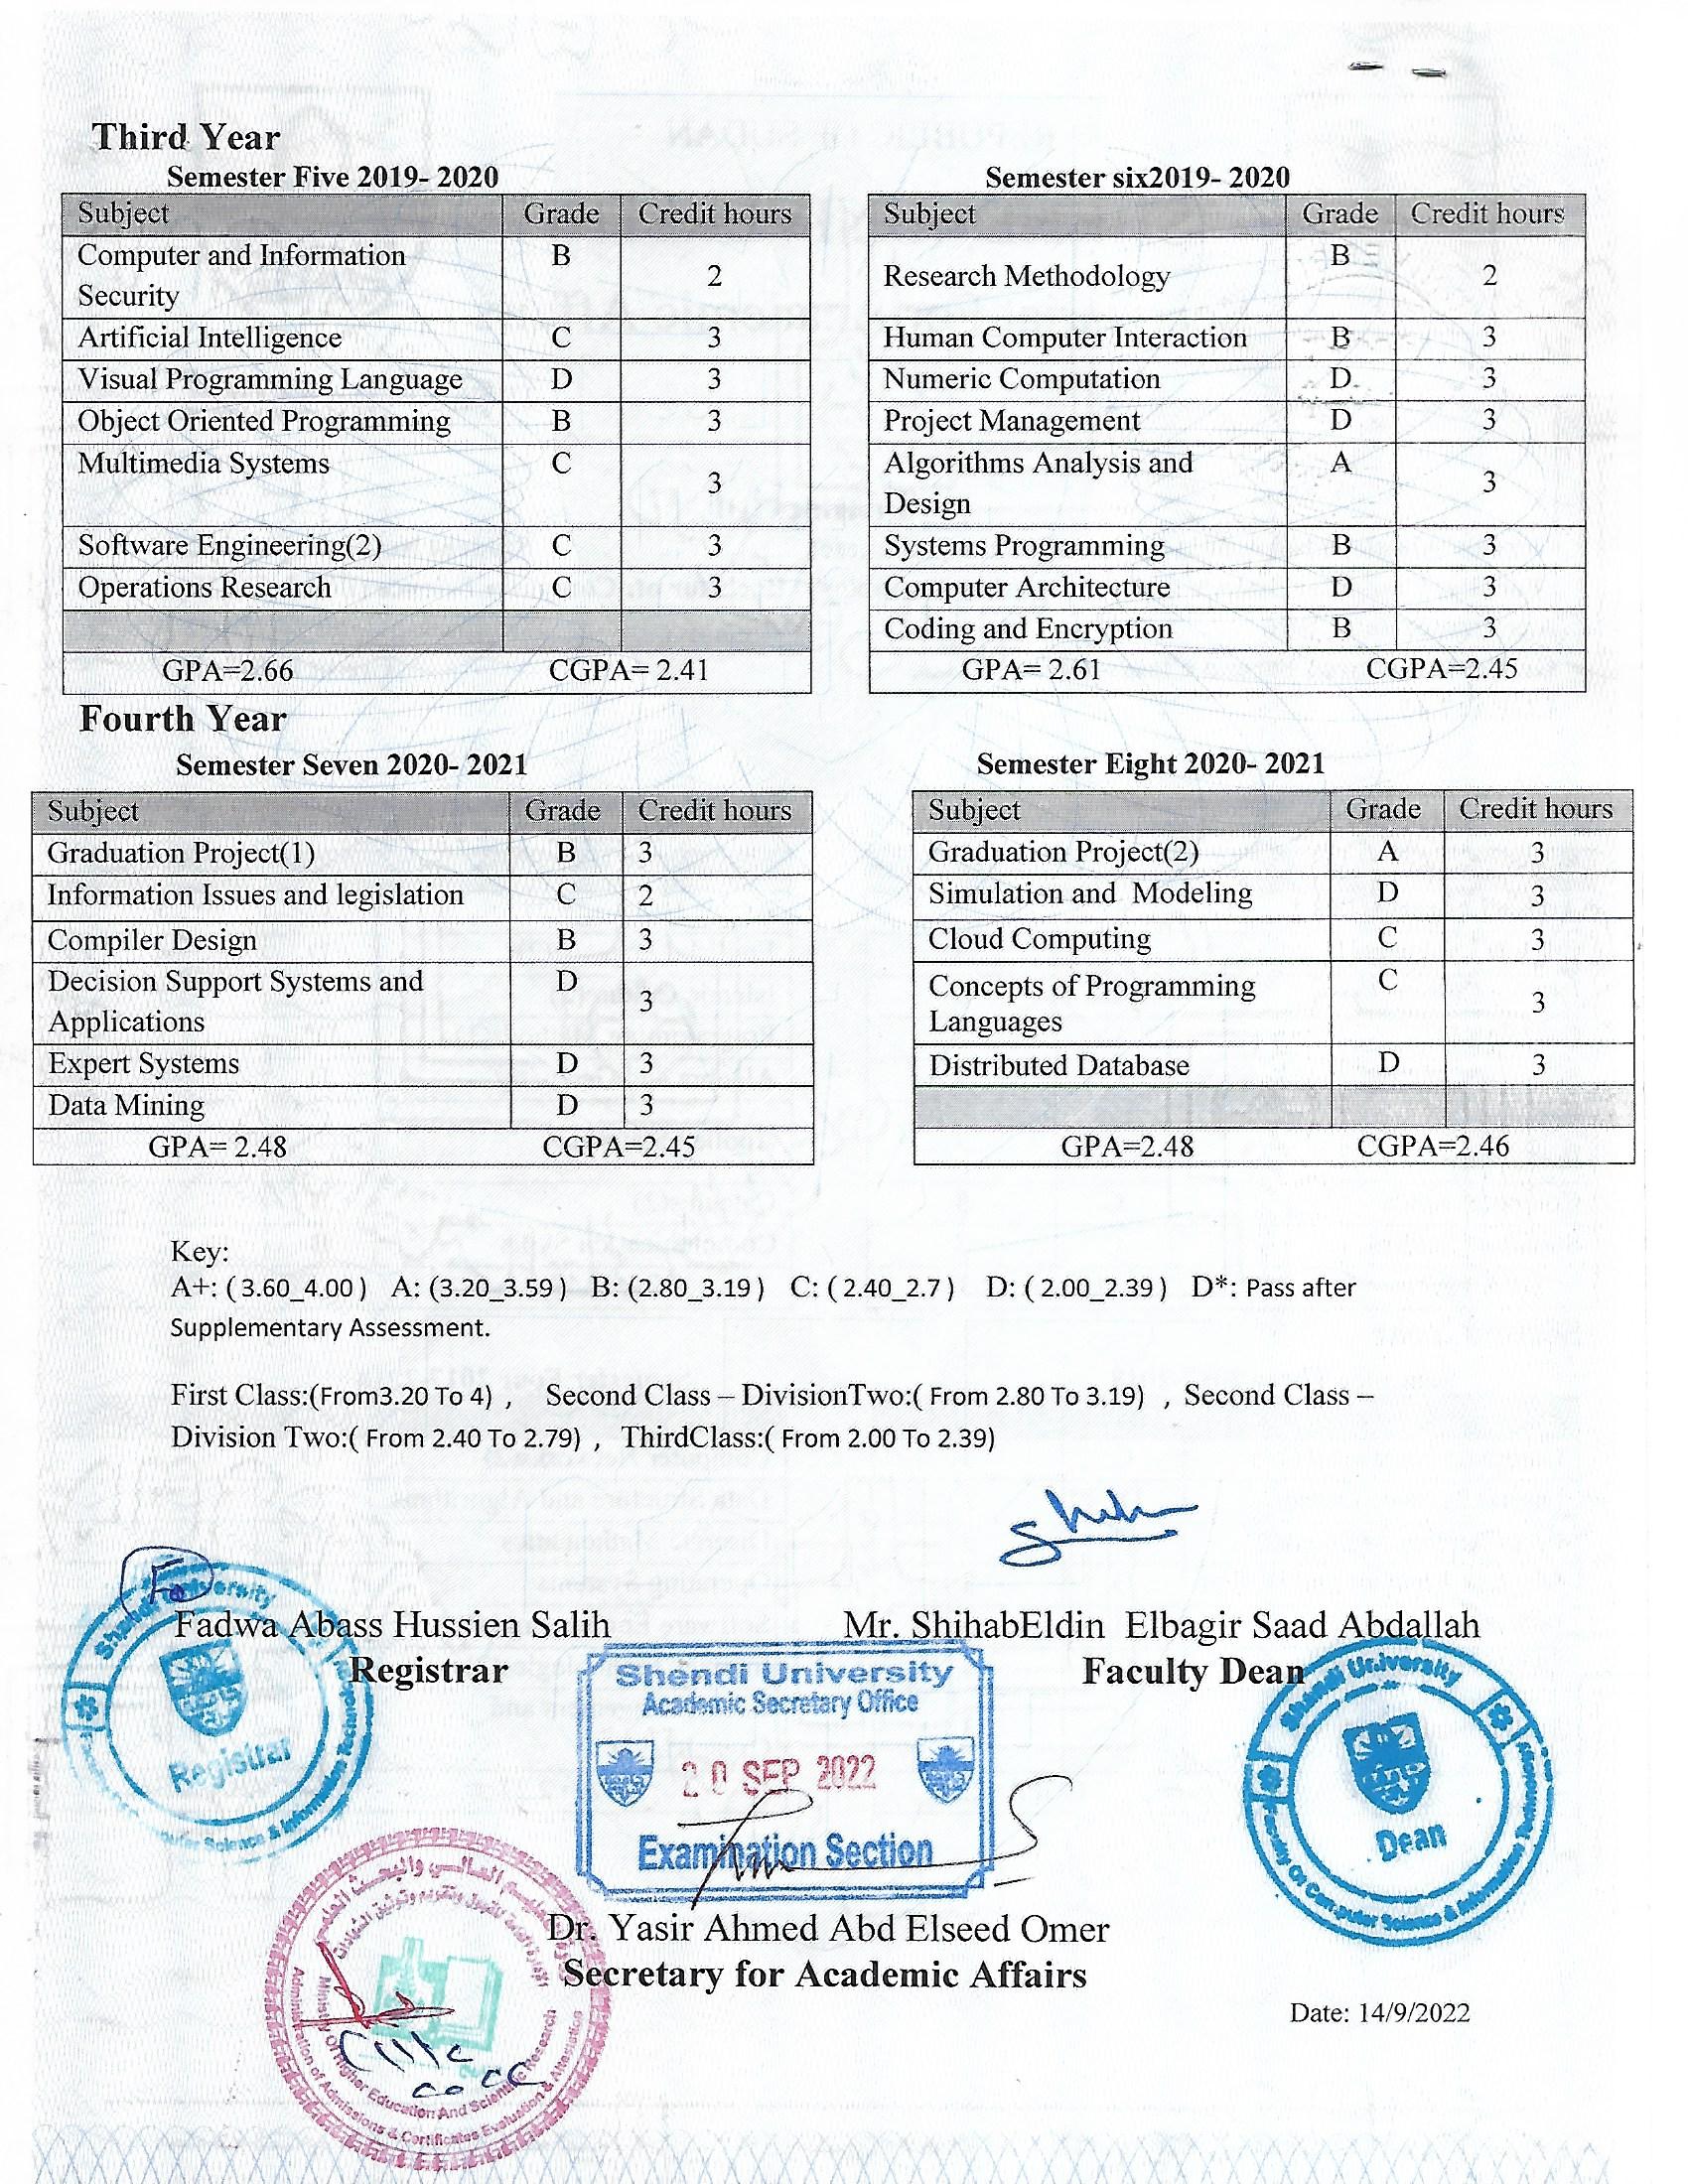 Third Year
Semester Five 2019- 2020
Subject Grade Credit hours
Computer and Information Security B 2
Artificial Intelligence C 3
Visual Programming Language D 3
Object Oriented Programming B 3
Multimedia Systems C 3
Software Engineering(2) C 3
Operations Research C 3
GPA=2.66 CGPA= 2.41
Semester six2019- 2020
Subject Grade Credit hours
Research Methodology B 2
Human Computer Interaction B 3
Numeric Computation D 3
Project Management D 3
Algorithms Analysis and Design A 3
Systems Programming B 3
Computer Architecture D 3
Coding and Encryption B 3
GPA= 2.61 CGPA=2.45
Fourth Year
Semester Seven 2020- 2021
Subject Grade Credit hours
Graduation Project(1) B 3
Information Issues and legislation C 2
Compiler Design B 3
Decision Support Systems and Applications D 3
Expert Systems D 3
Data Mining D 3
GPA= 2.48 CGPA=2.45
Semester Eight 2020- 2021
Subject Grade Credit hours
Graduation Project(2) A 3
Simulation and Modeling D 3
Cloud Computing C 3
Concepts of Programming Languages C 3
Distributed Database D 3
GPA=2.48 CGPA=2.46
Key:
A+: (3.60_4.00) A: (3.20_3.59) B: (2.80_3.19) C: (2.40_2.7) D: (2.00_2.39) D*: Pass after
Supplementary Assessment.
First Class:(From3.20 To 4) , Second Class – DivisionTwo:( From 2.80 To 3.19) , Second Class –
Division Two:( From 2.40 To 2.79) , ThirdClass:( From 2.00 To 2.39)
Fadwa Abass Hussien Salih
Registrar
Mr. ShihabEldin Elbagir Saad Abdallah
Faculty Dean
Shendi University
Registrar
Shendi University
Academic Secretary Office
20 SEP 2022
Examination Section
Shendi University
Dean
Faculty Of Computer Science & Information Technology
Dr. Yasir Ahmed Abd Elseed Omer
Secretary for Academic Affairs
Ministry Of Higher Education And Scientific Research
Administration of Admissions & Certificates Evaluation & Attestation
Date: 14/9/2022